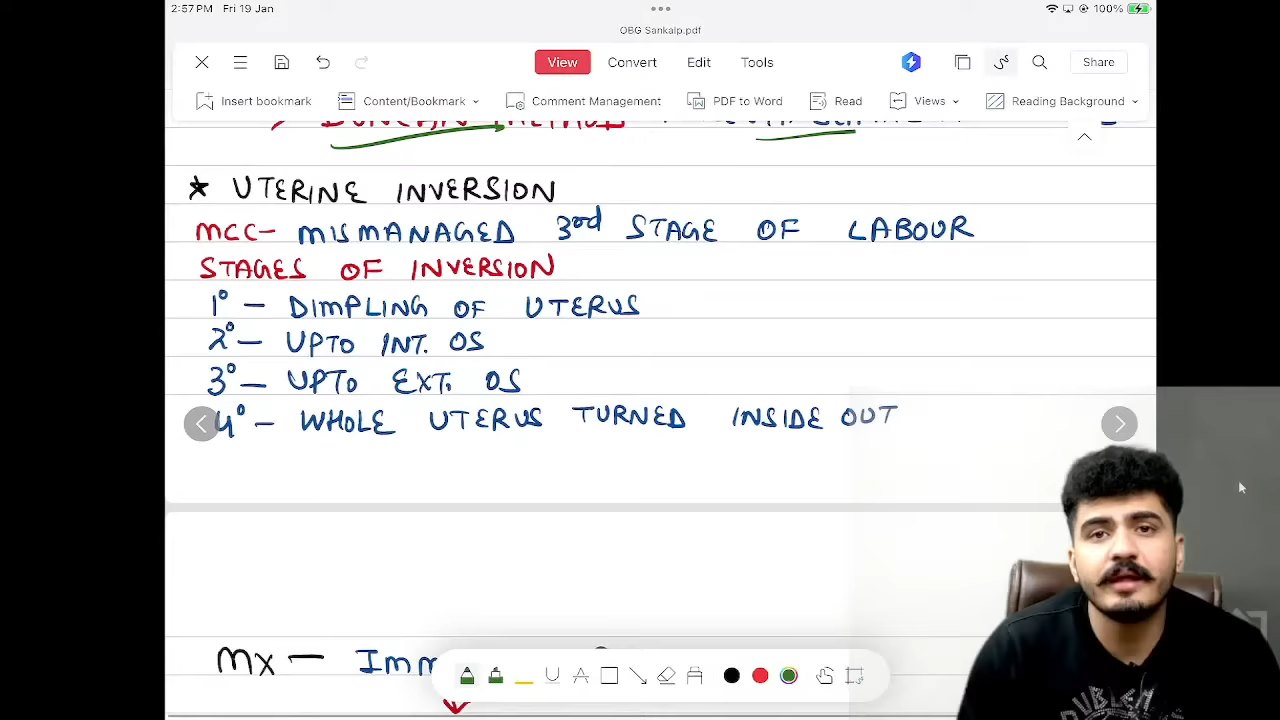 2:57 PM Fri 19 Jan
100%
OBG Sankalp.pdf
View Convert Edit Tools Share
Insert bookmark Content/Bookmark Comment Management PDF to Word Read Views Reading Background
DUNCAN METHOD
* UTERINE INVERSION
MCC- MISMANAGED 3rd STAGE OF LABOUR
STAGES OF INVERSION
1° - DIMPLING OF UTERUS
2° - UPTO INT. OS
3° - UPTO EXT. OS
4° - WHOLE UTERUS TURNED INSIDE OUT
Mx - Imm